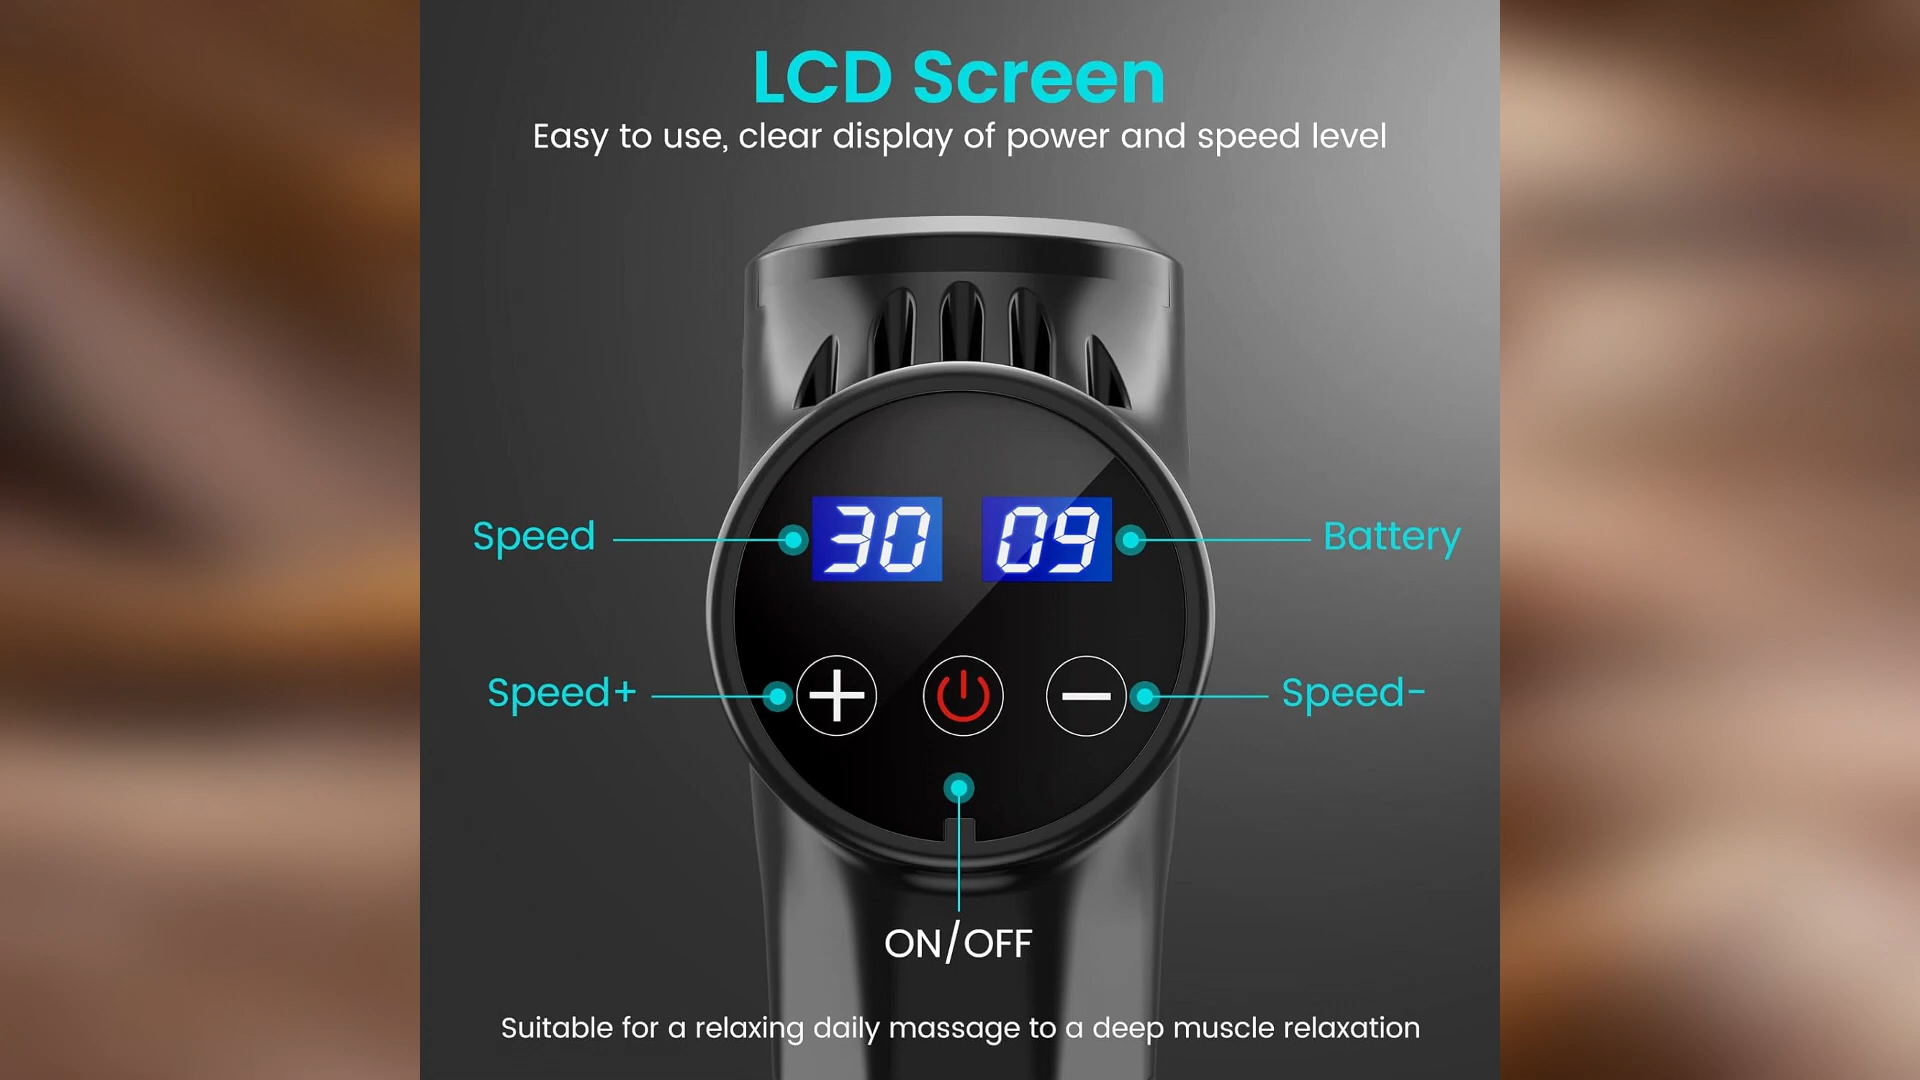 LCD Screen
Easy to use, clear display of power and speed level
Speed
30
09
Battery
Speed+
Speed-
ON/OFF
Suitable for a relaxing daily massage to a deep muscle relaxation